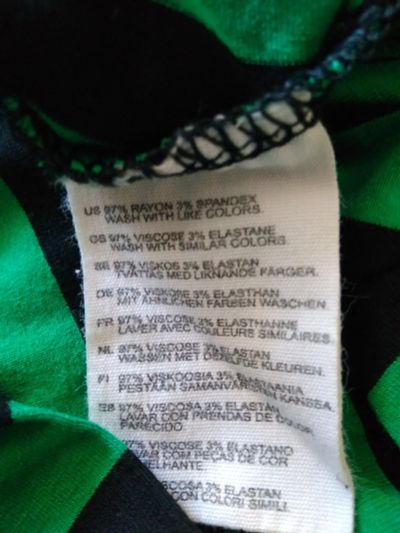 US 97% RAYON 3% SPANDEX
WASH WITH LIKE COLORS.
GB 97% VISCOSE 3% ELASTANE
WASH WITH SIMILAR COLORS.
SE 97% VISKOS 3% ELASTAN
TVÄTTAS MED LIKNANDE FÄRGER.
DE 97% VISCOSE 3% ELASTHAN
MIT ÄHNLICHEN FARBEN WASCHEN
FR 97% VISCOSE 3% ELASTHANNE
LAVER AVEC COULEURS SIMILAIRES.
NL 97% VISCOSE 3% ELASTAN
WASSEN MET DEZELFDE KLEUREN.
FI 97% VISKOOSIA 3% ELASTAANIA
PESTÄÄN SAMANVÄRISTEN KANSSA.
97% VISCOSA 3% ELASTAN
LAVAR CON PRENDAS DE COLOR
PARECIDO.
97% VISCOSE 3% ELASTANO
LAVAR COM PEÇAS DE COR
3% ELASTAN
CON COLORI SIMILI.